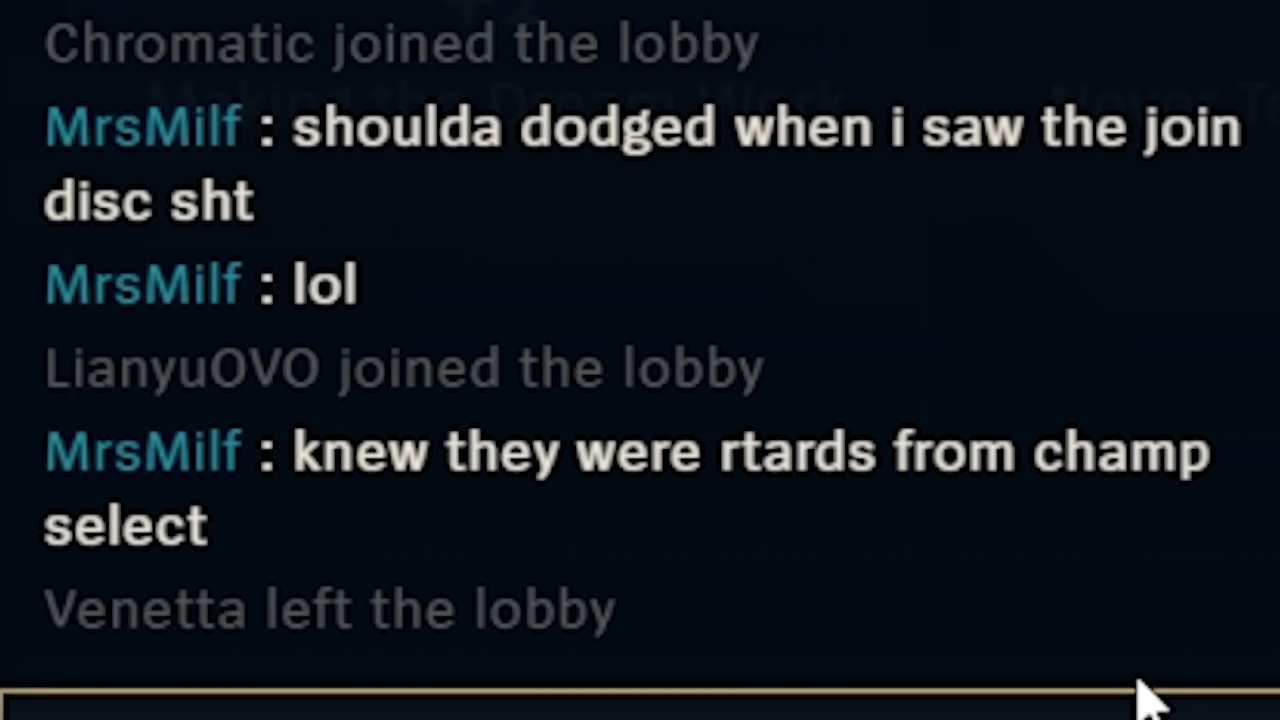 Chromatic joined the lobby
MrsMilf : shoulda dodged when i saw the join
disc sht
MrsMilf : lol
LianyuOVO joined the lobby
MrsMilf : knew they were rtards from champ
select
Venetta left the lobby